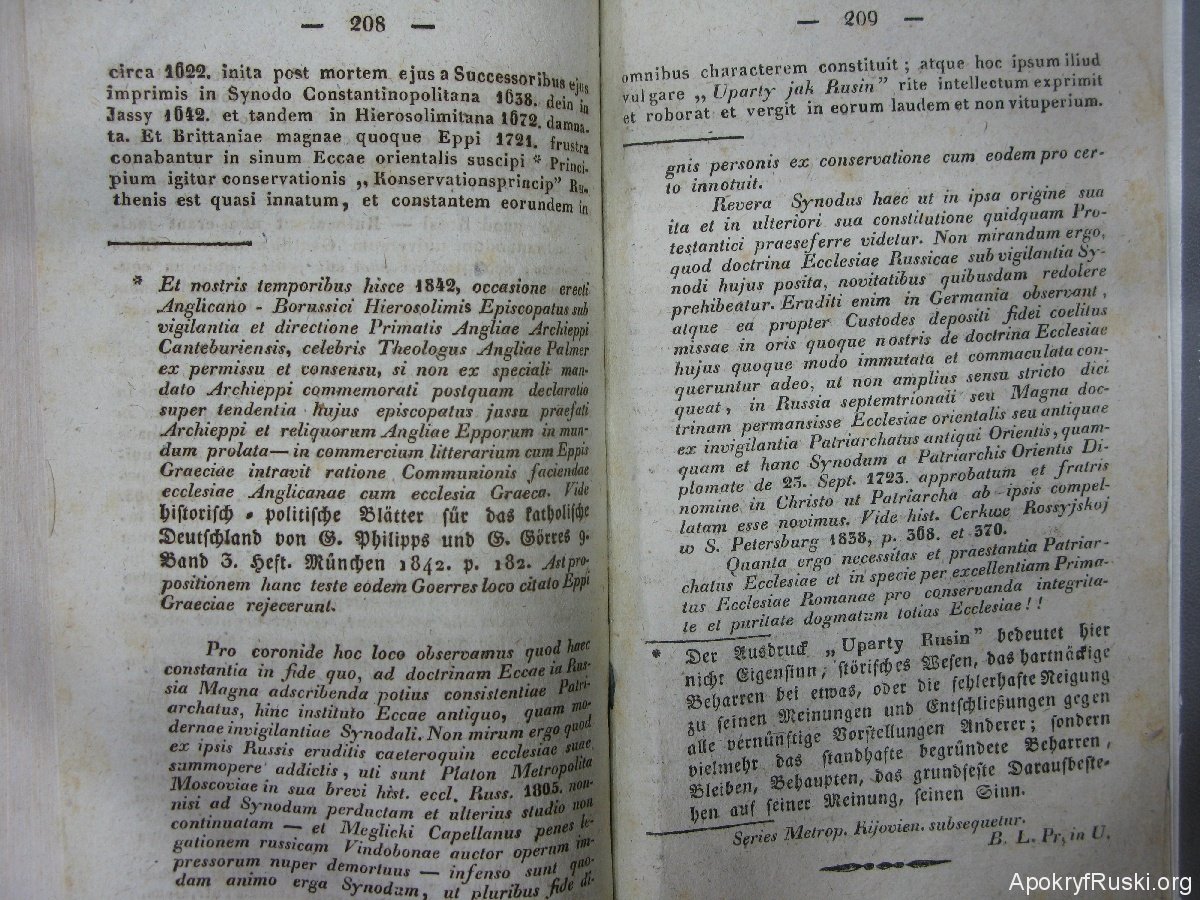 — 208 —
circa 1622. inita post mortem ejus a Successoribus ejus
imprimis in Synodo Constantinopolitana 1638. dein in
Jassy 1642. et tandem in Hierosolimitana 1672. damna-
ta. Et Brittaniae magnae quoque Eppi 1721. frustra
conabantur in sinum Eccae orientalis suscipi * Princi-
pium igitur conservationis „Konservationsprincip” Ru-
thenis est quasi innatum, et constantem eorundem in
* Et nostris temporibus hisce 1842, occasione erecti
Anglicano - Borussici Hierosolimis Episcopatus sub
vigilantia et directione Primatis Angliae Archieppi
Canteburiensis, celebris Theologus Angliae Palmer
ex permissu et consensu, si non ex speciali man-
dato Archieppi commemorati postquam declaratio
super tendentia hujus episcopatus jussu praefati
Archieppi et reliquorum Angliae Epporum in mun-
dum prolata — in commercium litterarium cum Eppis
Graeciae intravit ratione Communionis faciendae
ecclesiae Anglicanae cum ecclesia Graeca. Vide
historisch - politische Blätter für das katholische
Deutschland von G. Philipps und G. Görres 9.
Band 3. Heft. München 1842. p. 182. Ast pro-
positionem hanc teste eodem Goerres loco citato Eppi
Graeciae rejecerunt.
Pro coronide hoc loco observamus quod haec
constantia in fide quo, ad doctrinam Eccae in Rus-
sia Magna adscribenda potius consistentiae Patri-
archatus, hinc instituto Eccae antiquo, quam mo-
dernae invigilantiae Synodali. Non mirum ergo quod
ex ipsis Russis eruditis caeteroquin ecclesiae suae
summopere addictis, uti sunt Platon Metropolita
Moscoviae in sua brevi hist. eccl. Russ. 1805. non-
nisi ad Synodum perductam et ulterius studio non
continuatam — et Meglicki Capellanus penes le-
gationem russicam Vindobonae auctor operum im-
pressorum nuper demortuus — infenso sunt quo-
dam animo erga Synodum, ut pluribus fide di-
— 209 —
omnibus characterem constituit ; atque hoc ipsum illud
vulgare „Uparty jak Rusin” rite intellectum exprimit
et roborat et vergit in eorum laudem et non vituperium.
gnis personis ex conservatione cum eodem pro cer-
to innotuit.
Revera Synodus haec ut in ipsa origine sua
ita et in ulteriori sua constitutione quidquam Pro-
testantici praeseferre videtur. Non mirandum ergo,
quod doctrina Ecclesiae Russicae sub vigilantia Sy-
nodi hujus posita, novitatibus quibusdam redolere
prehibeatur. Eruditi enim in Germania observant,
atque ea propter Custodes depositi fidei coelitus
missae in oris quoque nostris de doctrina Ecclesiae
hujus quoque modo immutata et commaculata con-
queruntur adeo, ut non amplius sensu stricto dici
queat, in Russia septemtrionali seu Magna doc-
trinam permansisse Ecclesiae orientalis seu antiquae
ex invigilantia Patriarchatus antiqui Orientis, quam-
quam et hanc Synodum a Patriarchis Orientis Di-
plomate de 23. Sept. 1723. approbatum et fratris
nomine in Christo ut Patriarcha ab ipsis compel-
latam esse novimus. Vide hist. Cerkwe Rossyjskoj
w S. Petersburg 1838, p. 368. et 370.
Quanta ergo necessitas et praestantia Patriar-
chatus Ecclesiae et in specie per excellentiam Prima-
tus Ecclesiae Romanae pro conservanda integrita-
te et puritate dogmatum totius Ecclesiae ! !
* Der Ausdruck „Uparty Rusin” bedeutet hier
nicht Eigensinn, störisches Wesen, das hartnäckige
Beharren bei etwas, oder die fehlerhafte Neigung
zu seinen Meinungen und Entschließungen gegen
alle vernünftige Vorstellungen Anderer; sondern
vielmehr das standhafte begründete Beharren,
Bleiben, Behaupten, das grundfeste Daraufbeste-
hen auf seiner Meinung, seinen Sinn.
Series Metrop. Kijovien. subsequetur.
B. L. Pr, in U.
ApokryfRuski.org